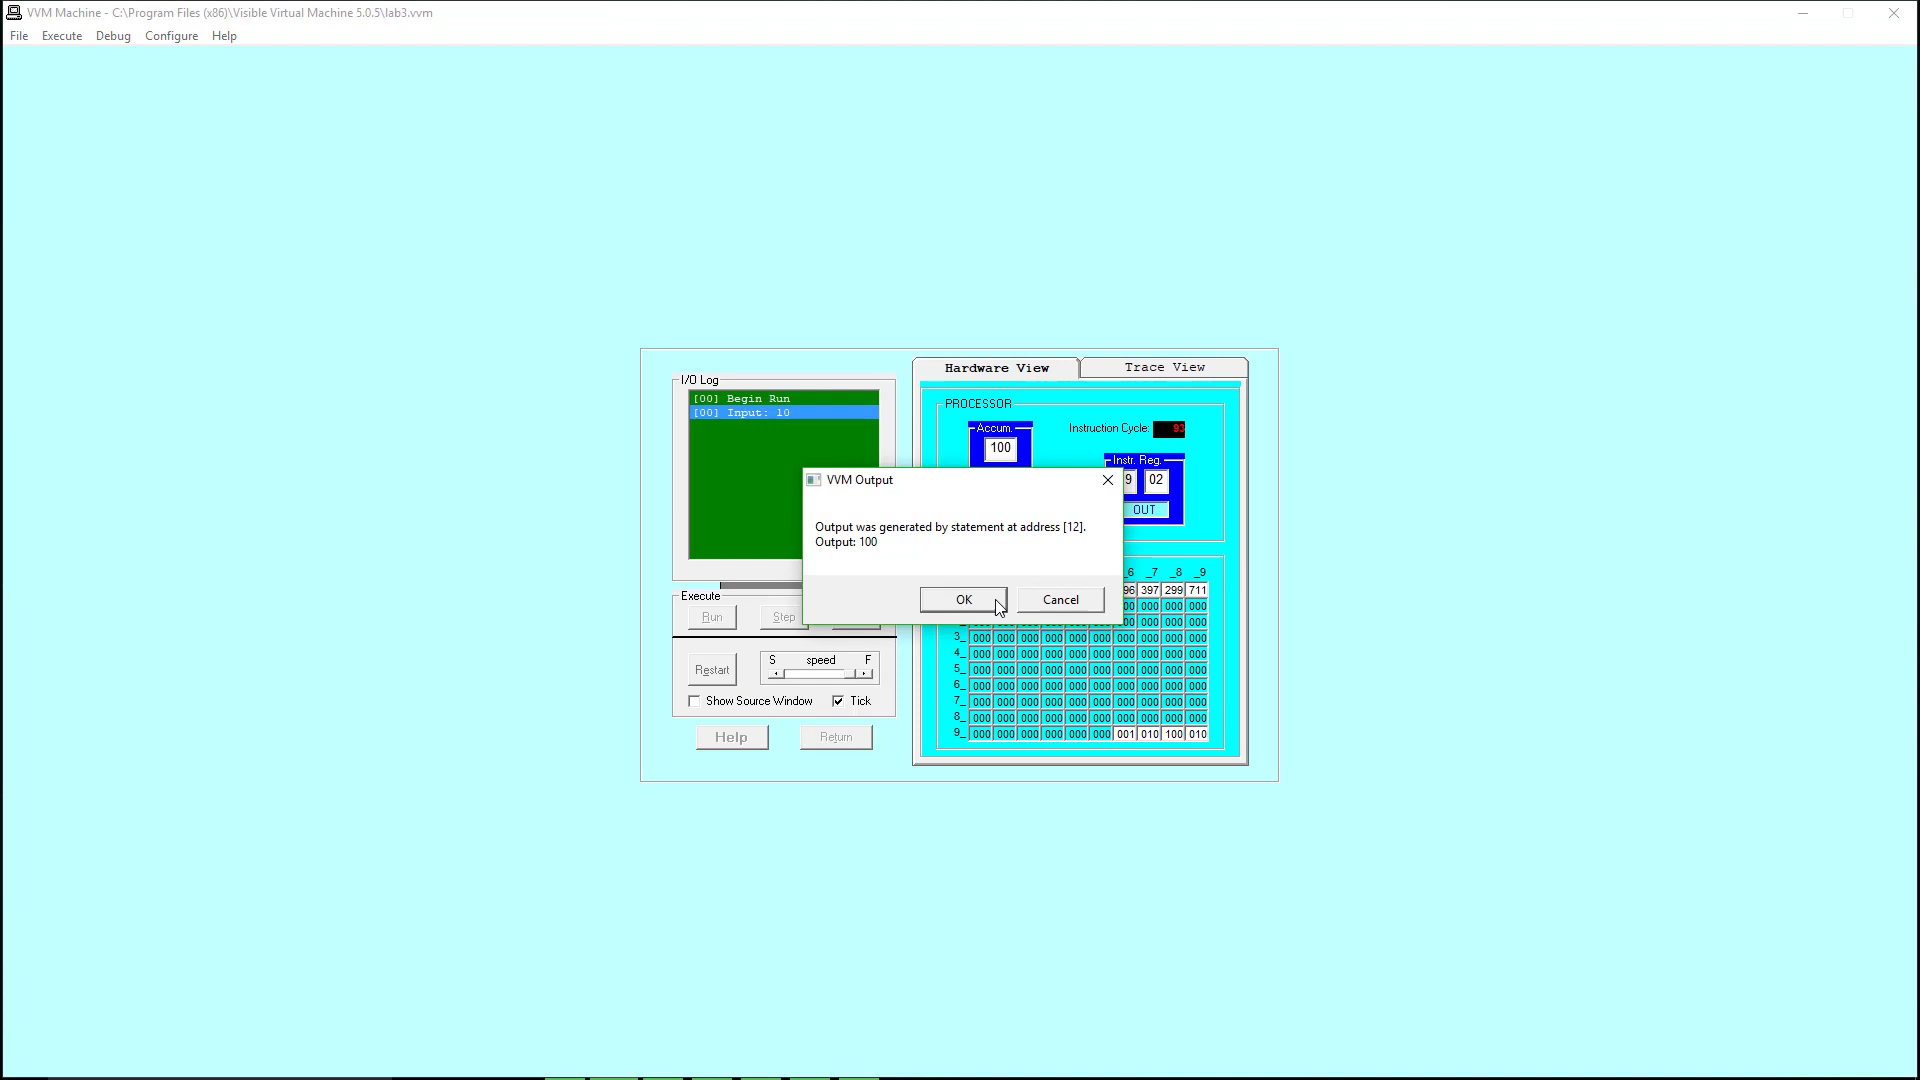 VVM Machine - C:\Program Files (x86)\Visible Virtual Machine 5.0.5\lab3.vvm
File Execute Debug Configure Help
I/O Log
[00] Begin Run
[00] Input: 10
Execute
Run
Step
Restart
S speed F
Show Source Window
Tick
Help
Return
Hardware View
Trace View
PROCESSOR
Accum.
100
Instruction Cycle: 93
Instr. Reg.
9 02
OUT
VVM Output
Output was generated by statement at address [12].
Output: 100
OK
Cancel
_6 _7 _8 _9
96 397 299 711
00 000 000 000
00 000 000 000
3_ 000 000 000 000 000 000 000 000 000 000
4_ 000 000 000 000 000 000 000 000 000 000
5_ 000 000 000 000 000 000 000 000 000 000
6_ 000 000 000 000 000 000 000 000 000 000
7_ 000 000 000 000 000 000 000 000 000 000
8_ 000 000 000 000 000 000 000 000 000 000
9_ 000 000 000 000 000 000 001 010 100 010